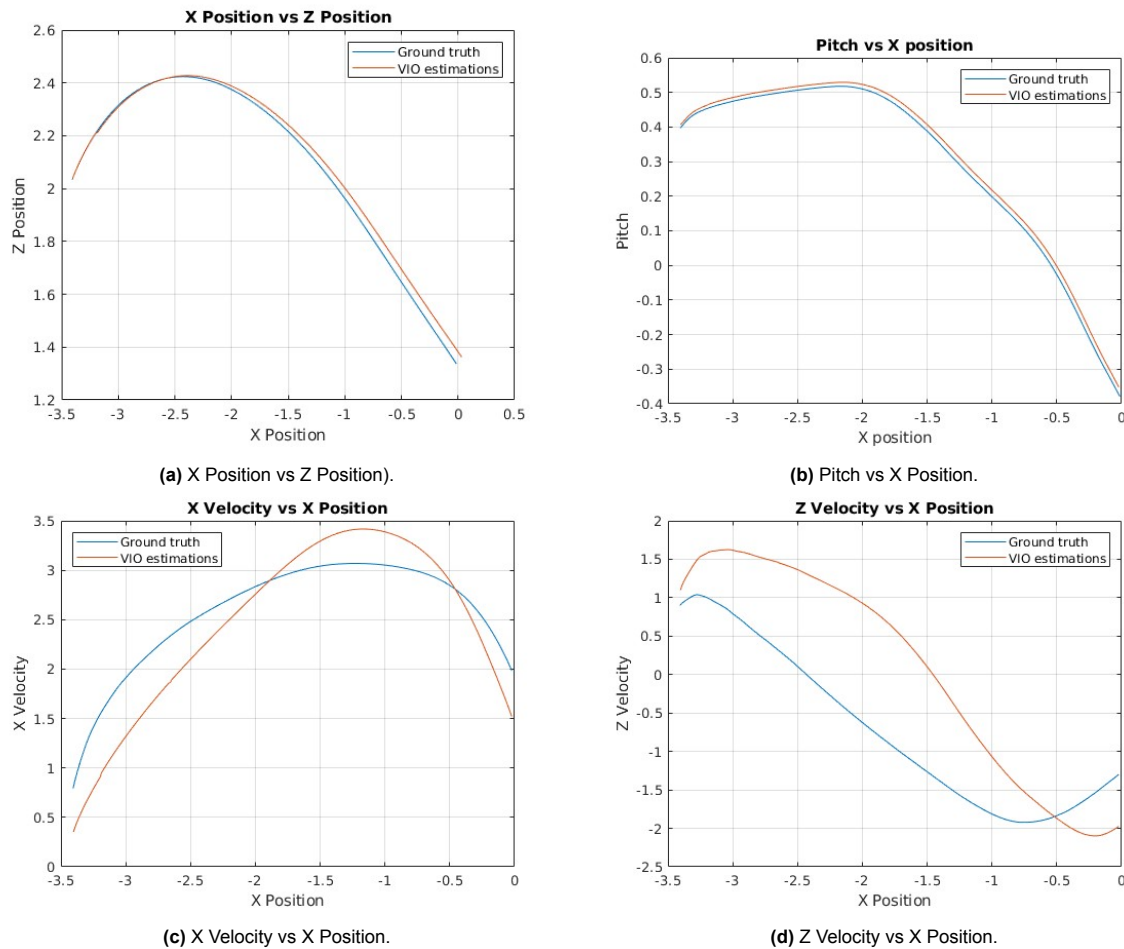 X Position vs Z Position
2.6
2.4
2.2
2
1.8
1.6
1.4
1.2
Z Position
Ground truth
VIO estimations
-3.5 -3 -2.5 -2 -1.5 -1 -0.5 0 0.5
X Position
(a) X Position vs Z Position).
Pitch vs X position
0.6
0.5
0.4
0.3
0.2
0.1
0
-0.1
-0.2
-0.3
-0.4
Pitch
Ground truth
VIO estimations
-3.5 -3 -2.5 -2 -1.5 -1 -0.5 0
X position
(b) Pitch vs X Position.
X Velocity vs X Position
3.5
3
2.5
2
1.5
1
0.5
0
X Velocity
Ground truth
VIO estimations
-3.5 -3 -2.5 -2 -1.5 -1 -0.5 0
X Position
(c) X Velocity vs X Position.
Z Velocity vs X Position
2
1.5
1
0.5
0
-0.5
-1
-1.5
-2
-2.5
Z Velocity
Ground truth
VIO estimations
-3.5 -3 -2.5 -2 -1.5 -1 -0.5 0
X Position
(d) Z Velocity vs X Position.